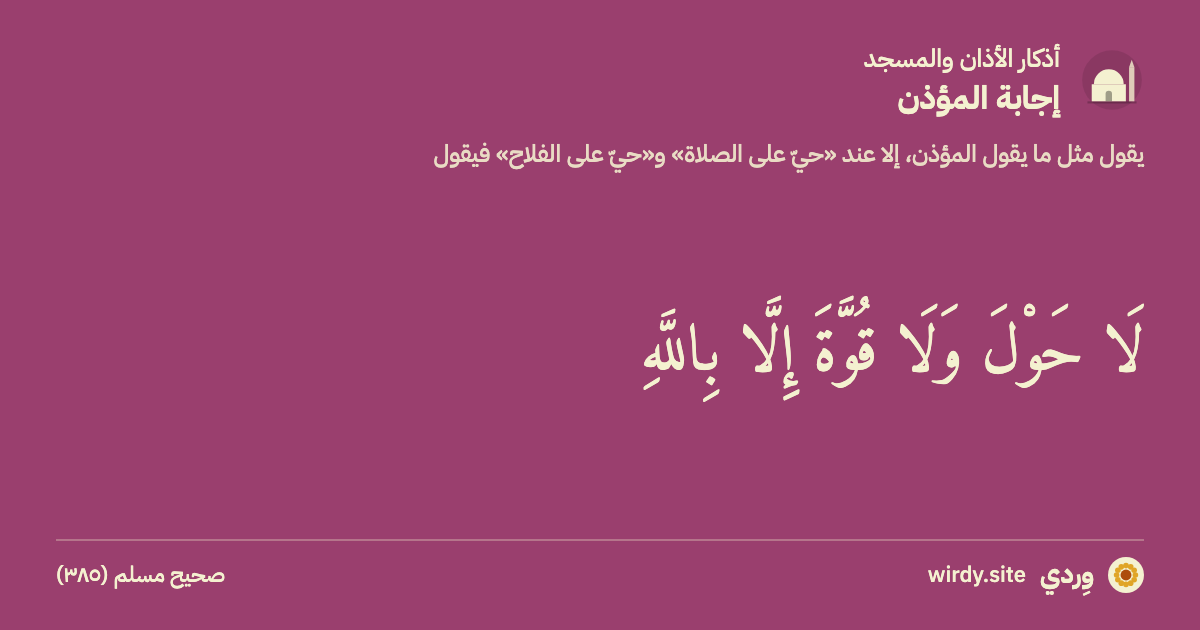 أذكار الأذان والمسجد
إجابة المؤذن
يقول مثل ما يقول المؤذن، إلا عند «حيّ على الصلاة» و«حيّ على الفلاح» فيقول
لَا حَوْلَ وَلَا قُوَّةَ إِلَّا بِاللَّهِ
وِردي wirdy.site
صحيح مسلم (٣٨٥)